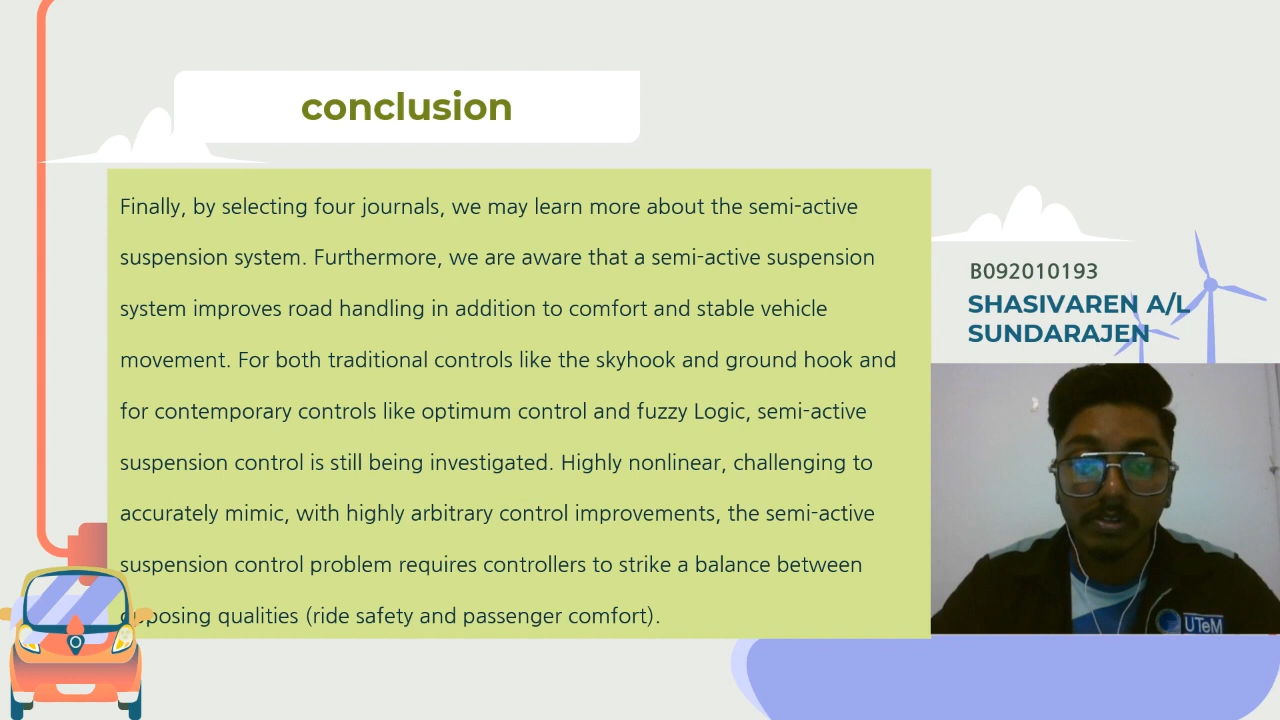 conclusion
Finally, by selecting four journals, we may learn more about the semi-active
suspension system. Furthermore, we are aware that a semi-active suspension
system improves road handling in addition to comfort and stable vehicle
movement. For both traditional controls like the skyhook and ground hook and
for contemporary controls like optimum control and fuzzy Logic, semi-active
suspension control is still being investigated. Highly nonlinear, challenging to
accurately mimic, with highly arbitrary control improvements, the semi-active
suspension control problem requires controllers to strike a balance between
opposing qualities (ride safety and passenger comfort).
B092010193
SHASIVAREN A/L
SUNDARAJEN
UTeM